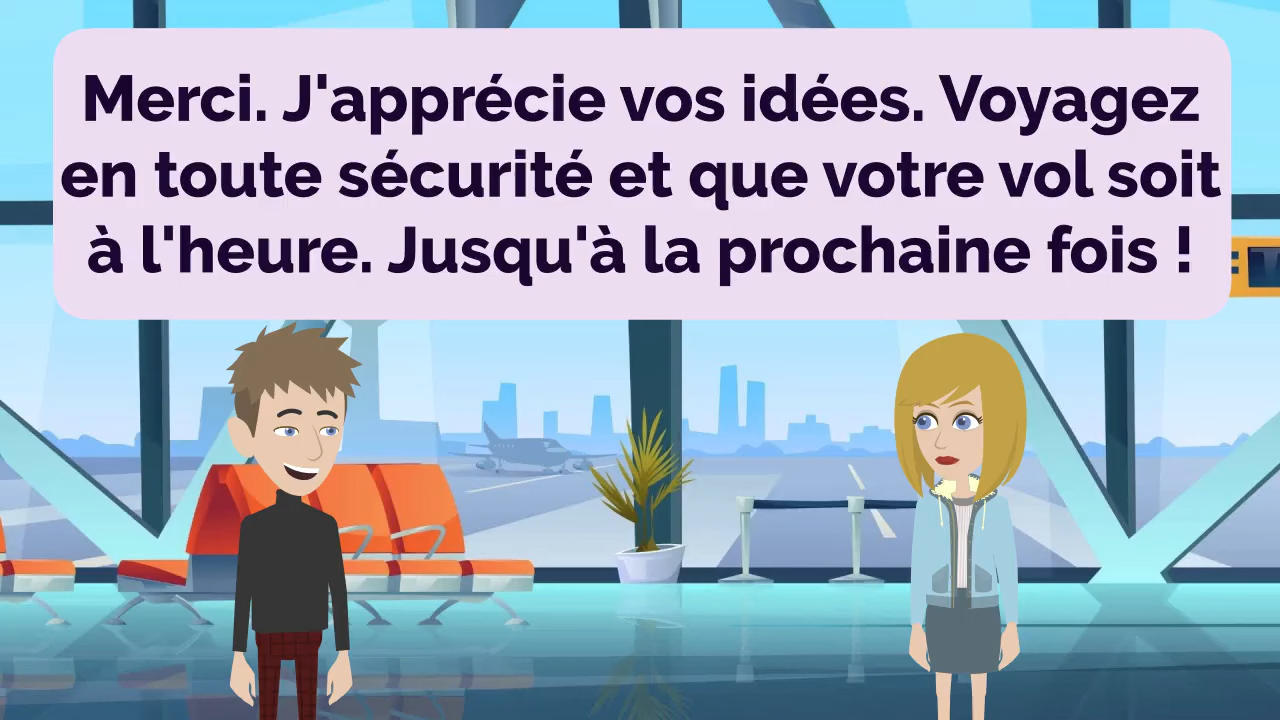 Merci. J'apprécie vos idées. Voyagez
en toute sécurité et que votre vol soit
à l'heure. Jusqu'à la prochaine fois !